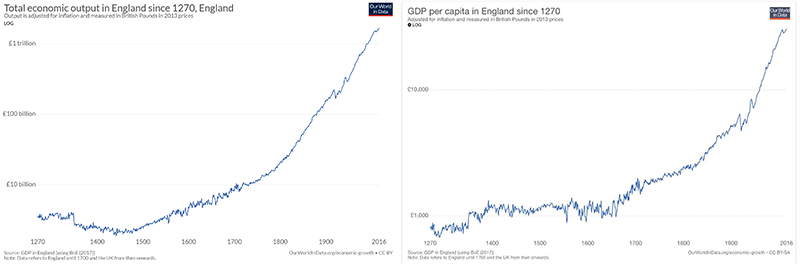 Total economic output in England since 1270, England
Output is adjusted for inflation and measured in British Pounds in 2013 prices
LOG
Our World
in Data
£1 trillion
£100 billion
£10 billion
1270
1400
1500
1600
1700
1800
1900
2016
Source: GDP in England (using BoE (2017))
OurWorldInData.org/economic-growth • CC BY
Note: Data refers to England until 1700 and the UK from then onwards.
GDP per capita in England since 1270
Adjusted for inflation and measured in British Pounds in 2013 prices
LOG
Our World
in Data
£10,000
£1,000
1270
1400
1500
1600
1700
1800
1900
2016
Source: GDP in England (using BoE (2017))
OurWorldInData.org/economic-growth • CC BY-SA
Note: Data refers to England until 1700 and the UK from then onwards.